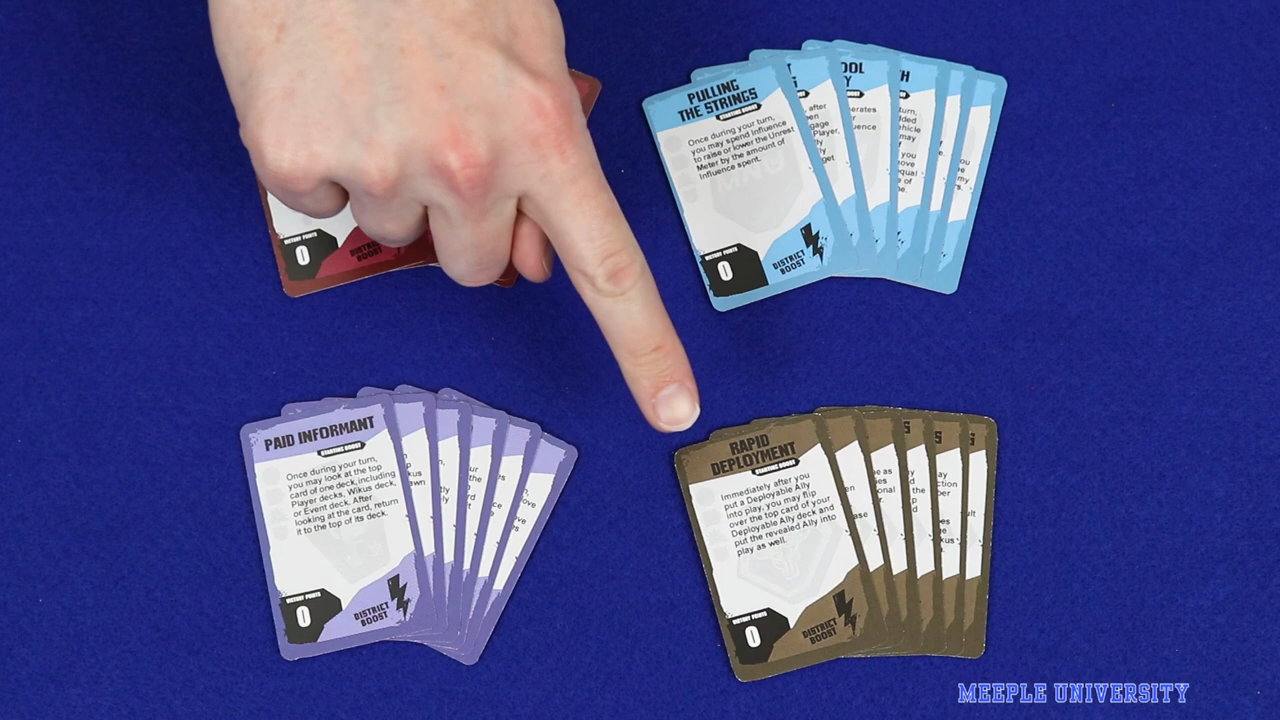 VICTORY POINTS
0
DISTRICT
BOOST
PULLING
THE STRINGS
STARTING BOOST
Once during your turn,
you may spend Influence
to raise or lower the Unrest
Meter by the amount of
Influence spent.
MNU
VICTORY POINTS
0
DISTRICT
BOOST
after
Player,
PAID INFORMANT
STARTING BOOST
Once during your turn,
you may look at the top
card of one deck, including
Player decks, Wikus deck,
or Event deck. After
looking at the card, return
it to the top of its deck.
VICTORY POINTS
0
DISTRICT
BOOST
RAPID
DEPLOYMENT
STARTING BOOST
Immediately after you
put a Deployable Ally
into play, you may flip
over the top card of your
Deployable Ally deck and
put the revealed Ally into
play as well.
VICTORY POINTS
0
DISTRICT
BOOST
MEEPLE UNIVERSITY